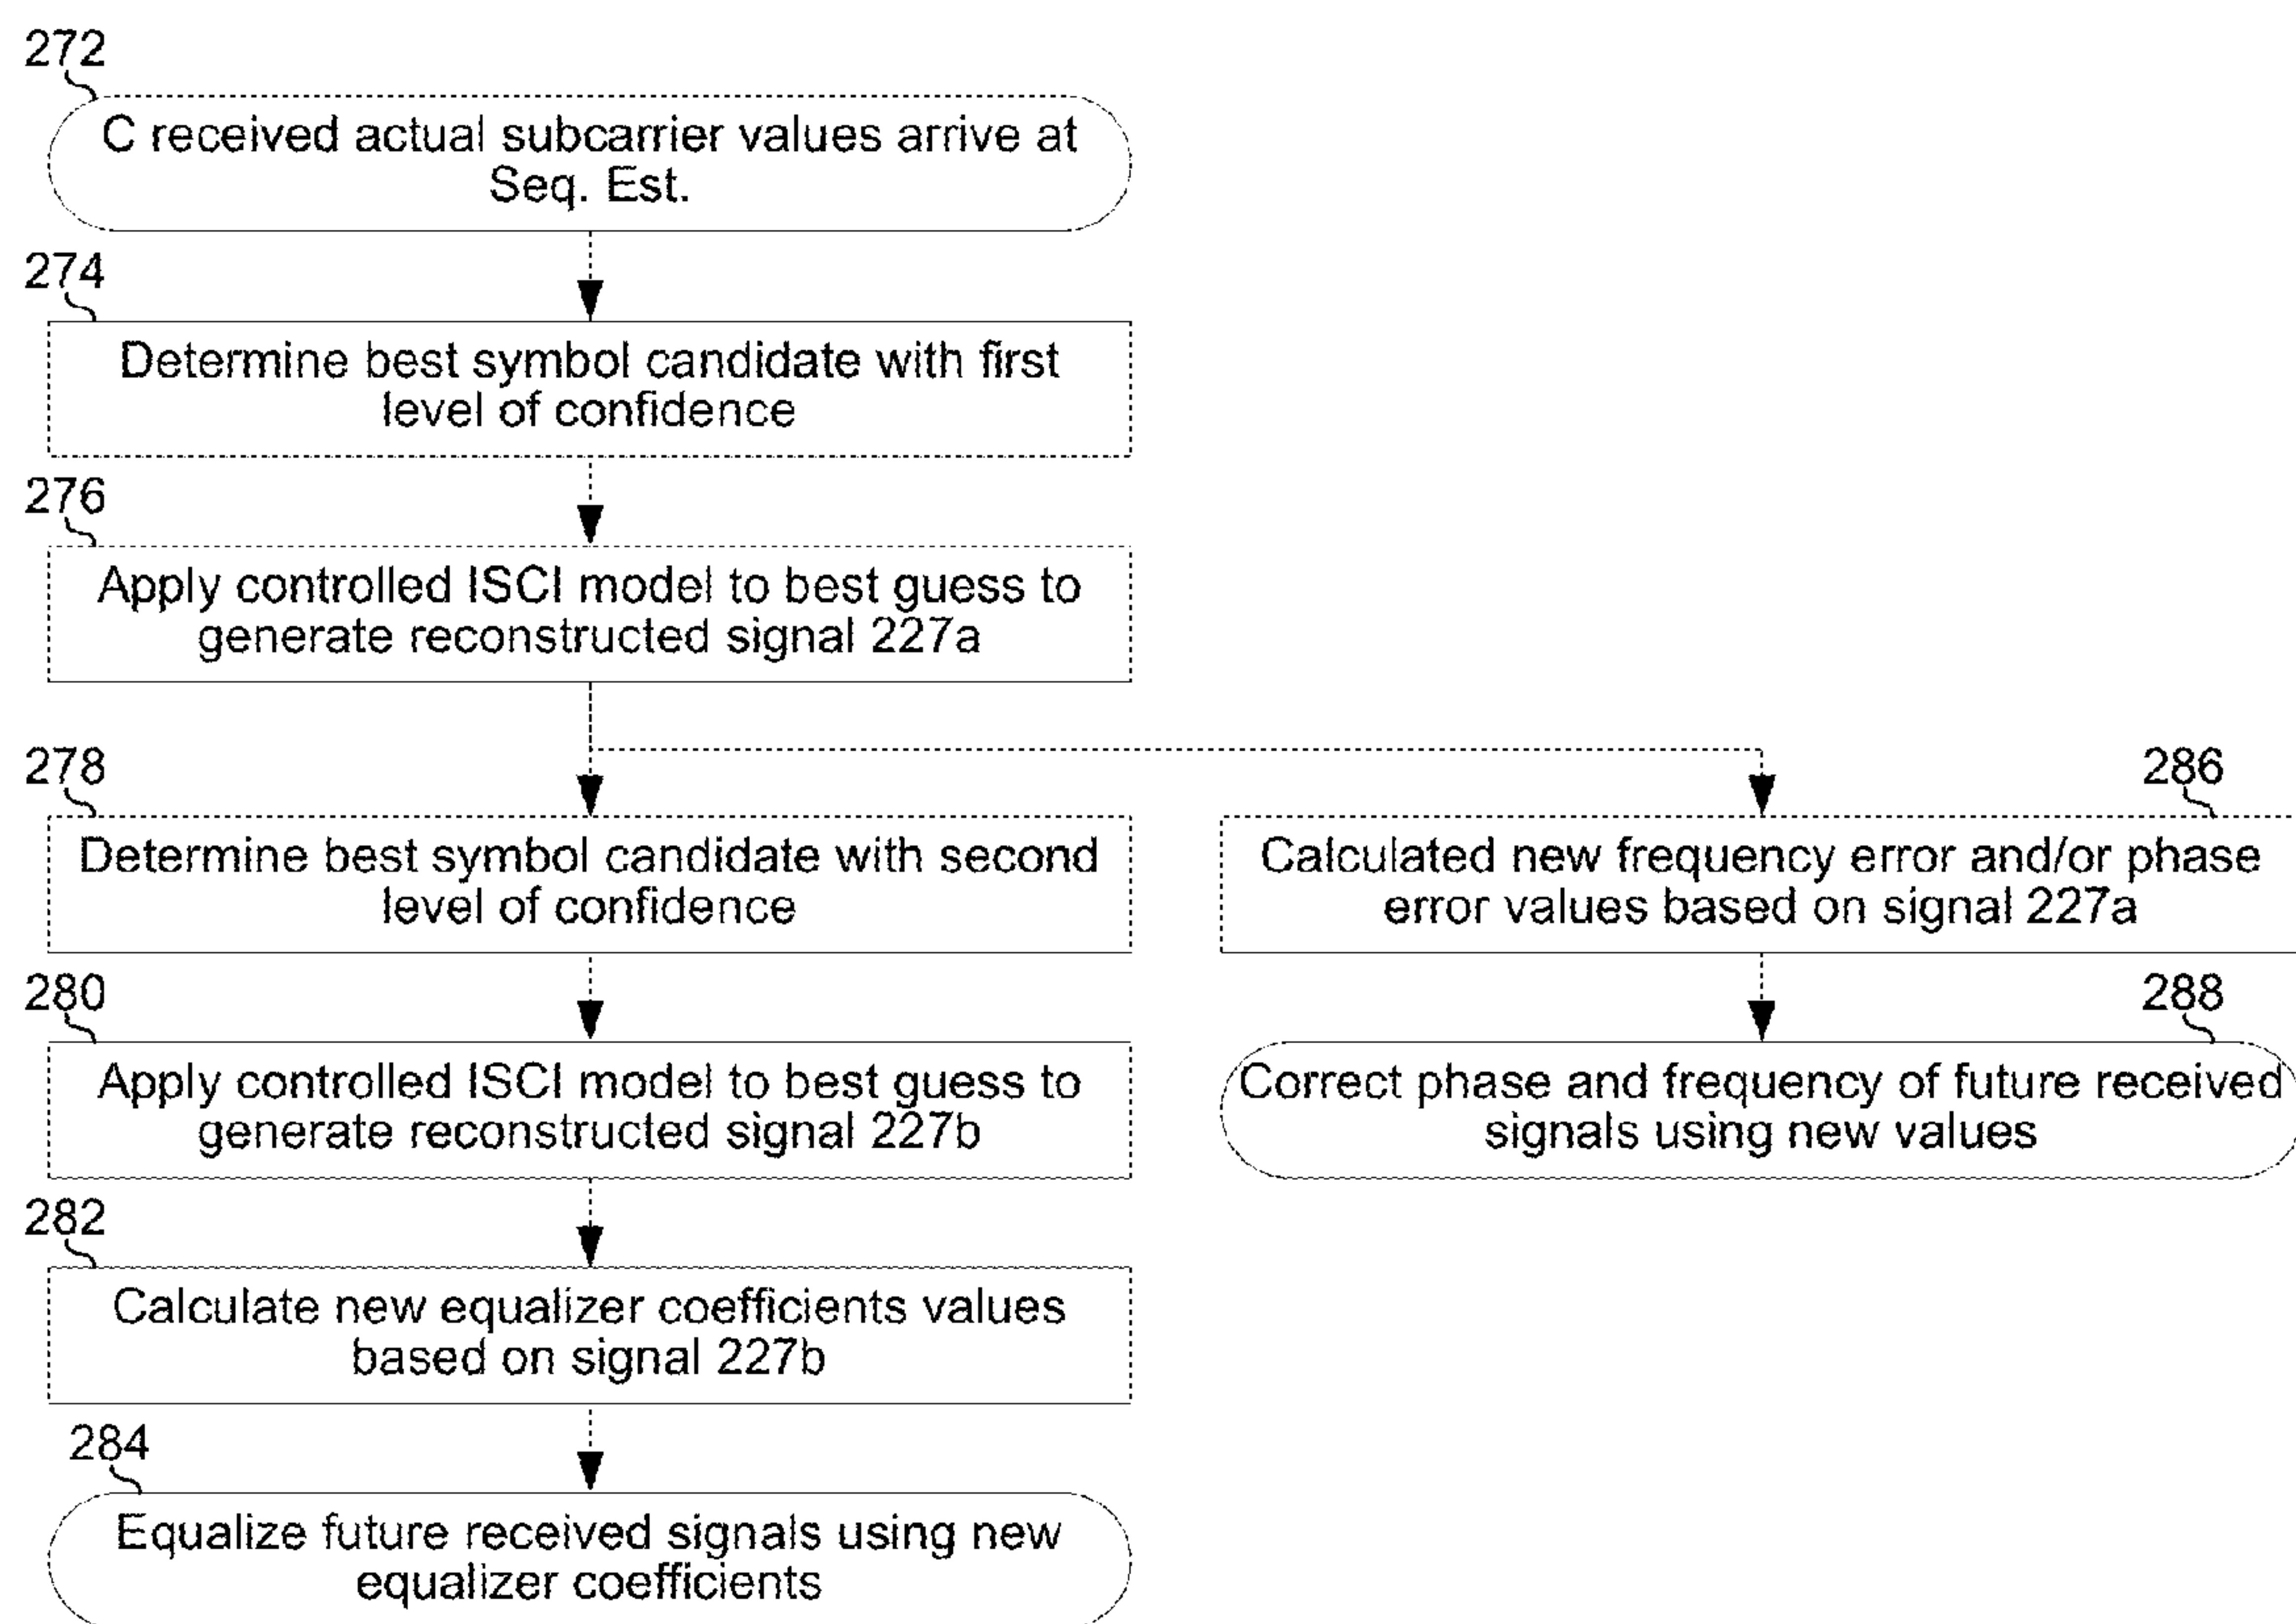 272
C received actual subcarrier values arrive at
Seq. Est.
274
Determine best symbol candidate with first
level of confidence
276
Apply controlled ISCI model to best guess to
generate reconstructed signal 227a
278
Determine best symbol candidate with second
level of confidence
280
Apply controlled ISCI model to best guess to
generate reconstructed signal 227b
282
Calculate new equalizer coefficients values
based on signal 227b
284
Equalize future received signals using new
equalizer coefficients
286
Calculated new frequency error and/or phase
error values based on signal 227a
288
Correct phase and frequency of future received
signals using new values